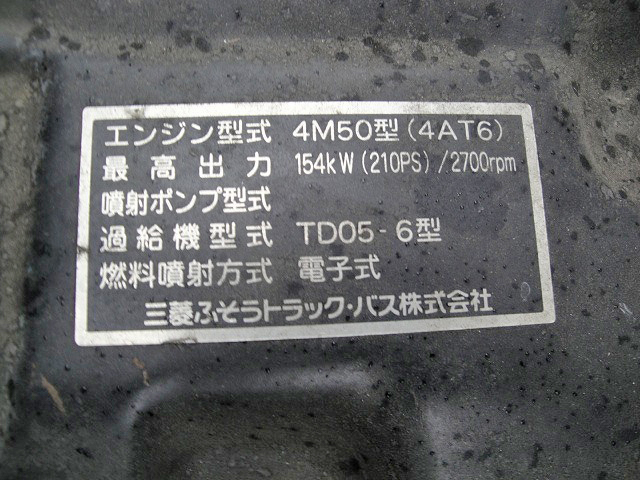 エンジン型式 4M50型(4AT6)
最高出力 154kW(210PS)/2700rpm
噴射ポンプ型式
過給機型式 TD05-6型
燃料噴射方式 電子式
三菱ふそうトラック・バス株式会社